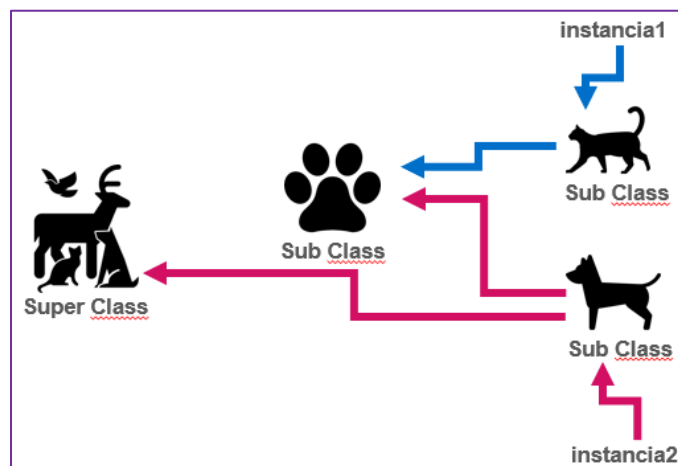 instancia1
Sub Class
Sub Class
Super Class
Sub Class
instancia2